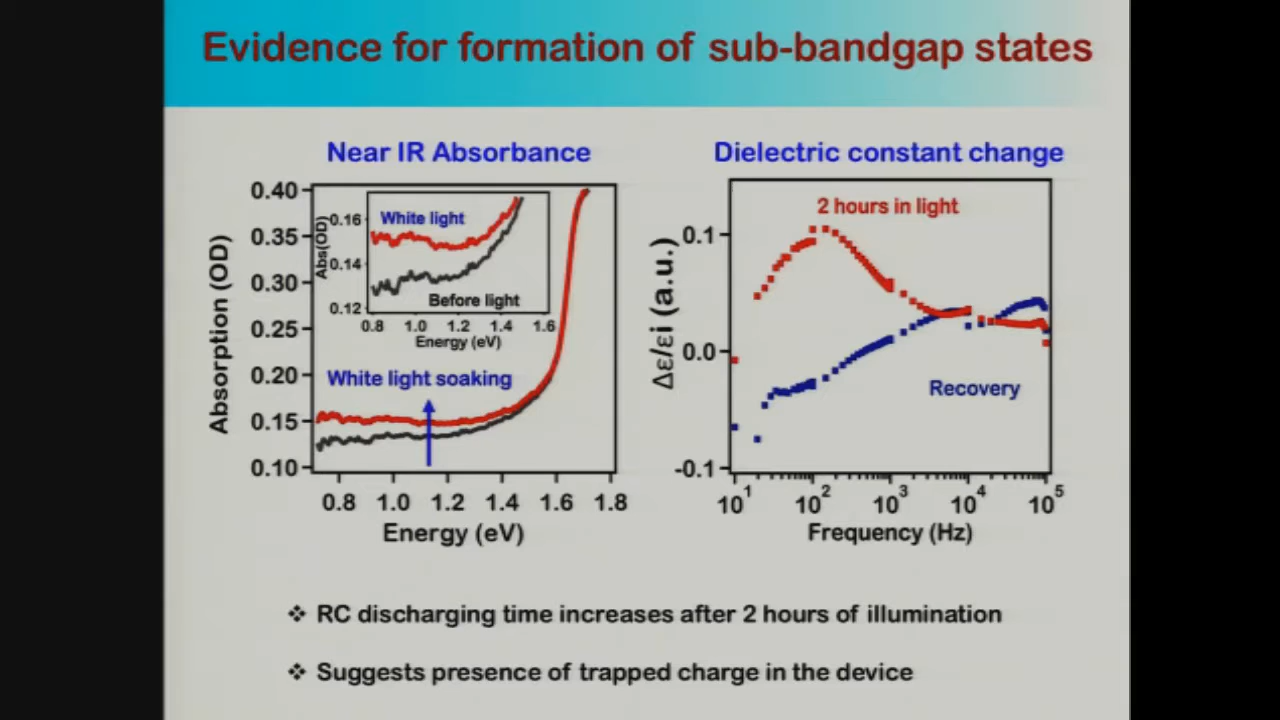 Evidence for formation of sub-bandgap states
Near IR Absorbance
Absorption (OD)
0.40
0.35
0.30
0.25
0.20
0.15
0.10
0.8 1.0 1.2 1.4 1.6 1.8
Energy (eV)
Abs(OD)
0.16
0.14
0.12
White light
Before light
0.8 1.0 1.2 1.4 1.6
Energy (eV)
White light soaking
Dielectric constant change
Δε/εi (a.u.)
0.1
0.0
-0.1
2 hours in light
Recovery
10¹ 10² 10³ 10⁴ 10⁵
Frequency (Hz)
❖ RC discharging time increases after 2 hours of illumination
❖ Suggests presence of trapped charge in the device